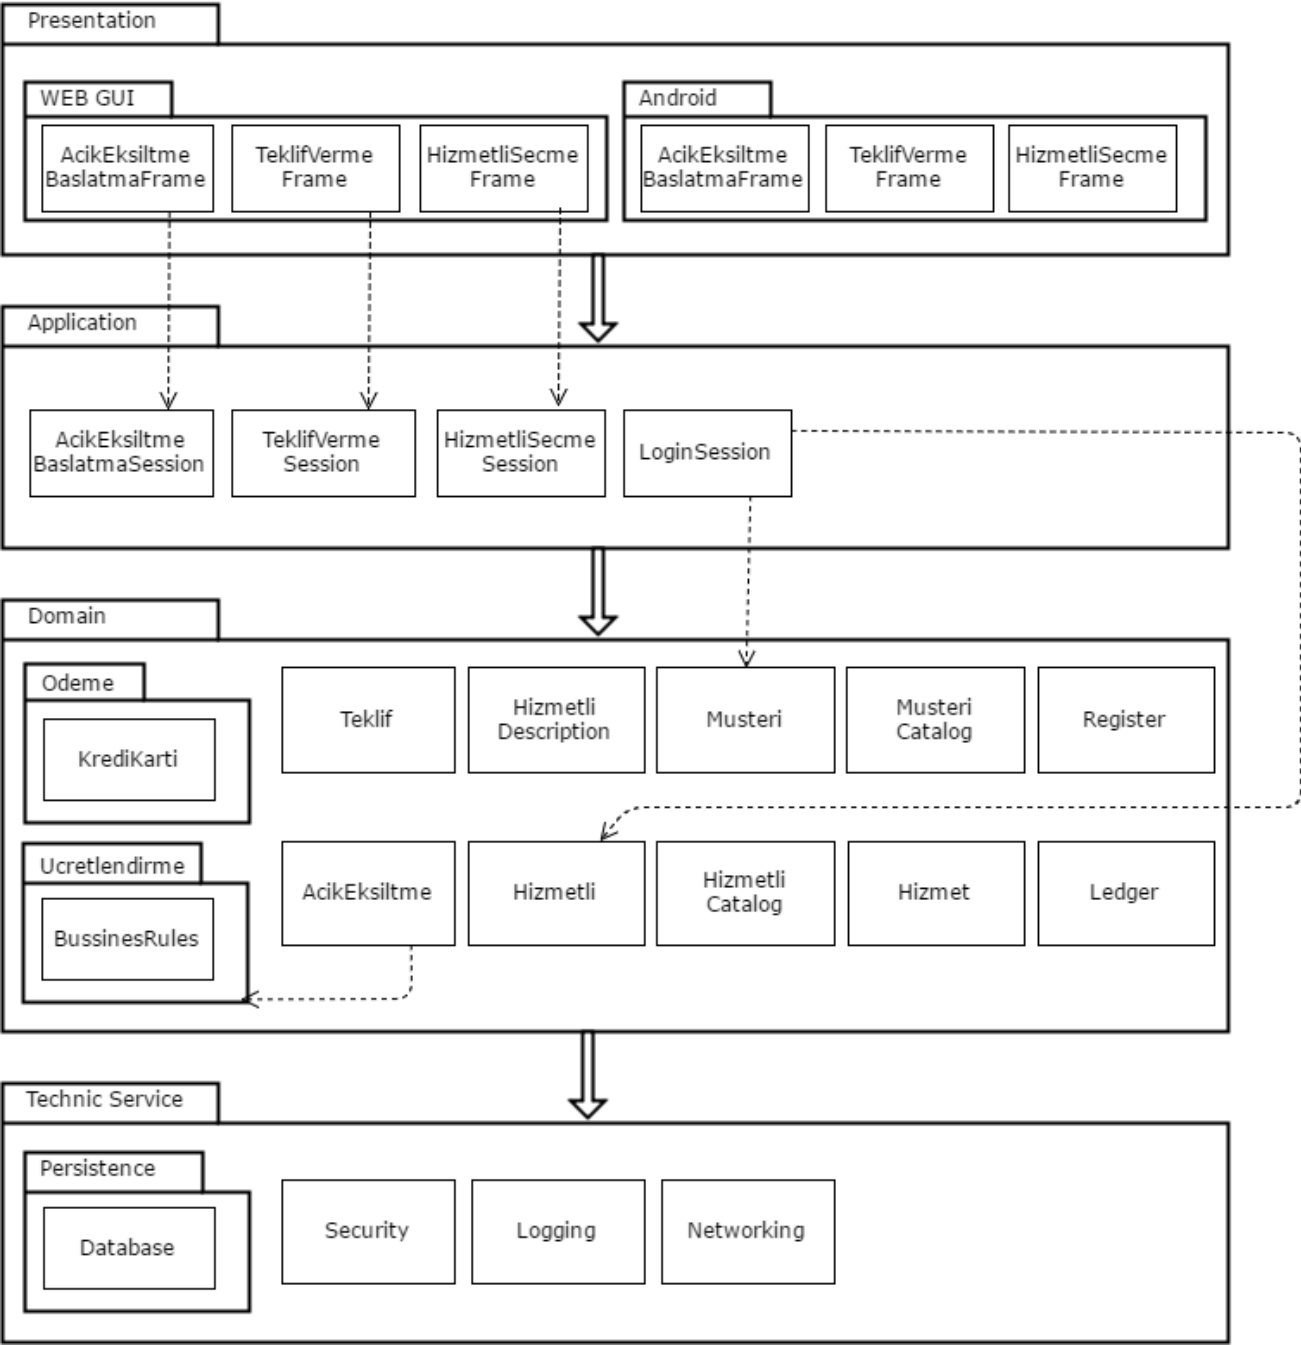 Presentation
WEB GUI
AcikEksiltme
BaslatmaFrame
TeklifVerme
Frame
HizmetliSecme
Frame
Android
AcikEksiltme
BaslatmaFrame
TeklifVerme
Frame
HizmetliSecme
Frame
Application
AcikEksiltme
BaslatmaSession
TeklifVerme
Session
HizmetliSecme
Session
LoginSession
Domain
Odeme
KrediKarti
Teklif
Hizmetli
Description
Musteri
Musteri
Catalog
Register
Ucretlendirme
BussinesRules
AcikEksiltme
Hizmetli
Hizmetli
Catalog
Hizmet
Ledger
Technic Service
Persistence
Database
Security
Logging
Networking